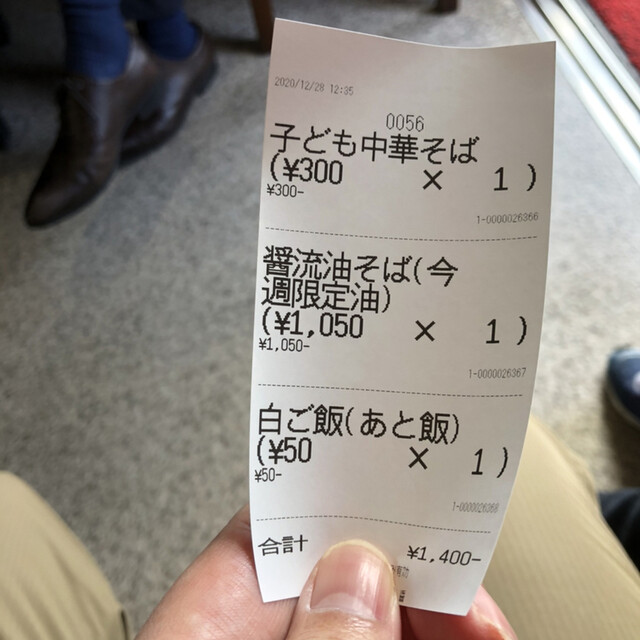 2020/12/28 12:35
0056
子ども中華そば
(¥300 × 1)
¥300-
1-0000026366
醤流油そば(今
週限定油)
(¥1,050 × 1)
¥1,050-
1-0000026367
白ご飯(あと飯)
(¥50 × 1)
¥50-
1-0000026368
合計 ¥1,400-